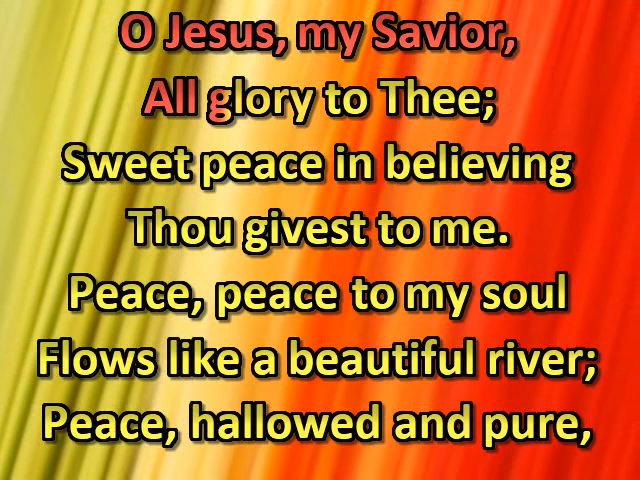 O Jesus, my Savior,
All glory to Thee;
Sweet peace in believing
Thou givest to me.
Peace, peace to my soul
Flows like a beautiful river;
Peace, hallowed and pure,